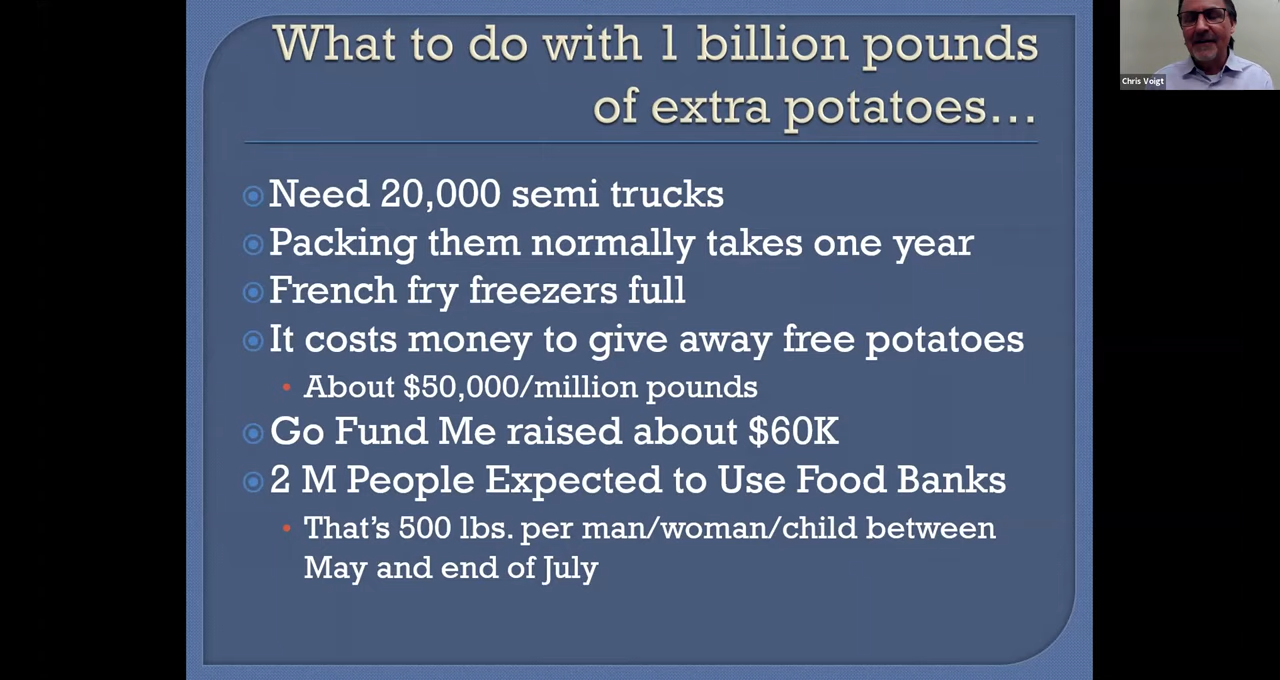 What to do with 1 billion pounds
of extra potatoes…
Need 20,000 semi trucks
Packing them normally takes one year
French fry freezers full
It costs money to give away free potatoes
About $50,000/million pounds
Go Fund Me raised about $60K
2 M People Expected to Use Food Banks
That’s 500 lbs. per man/woman/child between
May and end of July
Chris Voigt